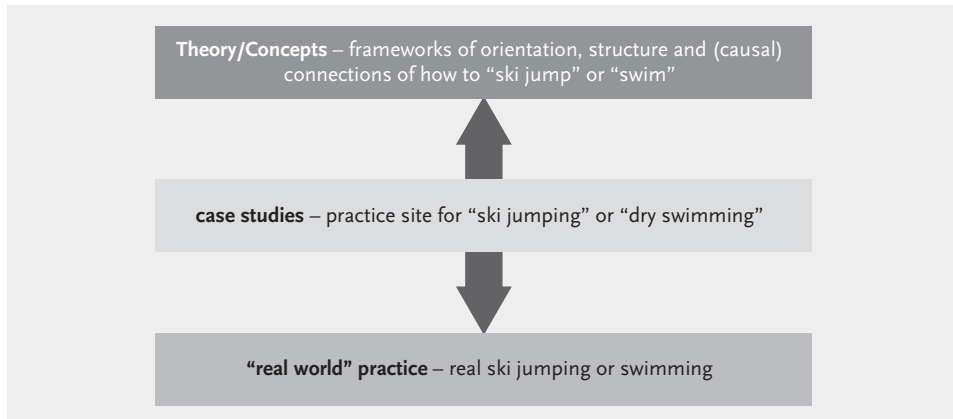 Theory/Concepts – frameworks of orientation, structure and (causal)
connections of how to “ski jump” or “swim”
case studies – practice site for “ski jumping” or “dry swimming”
“real world” practice – real ski jumping or swimming